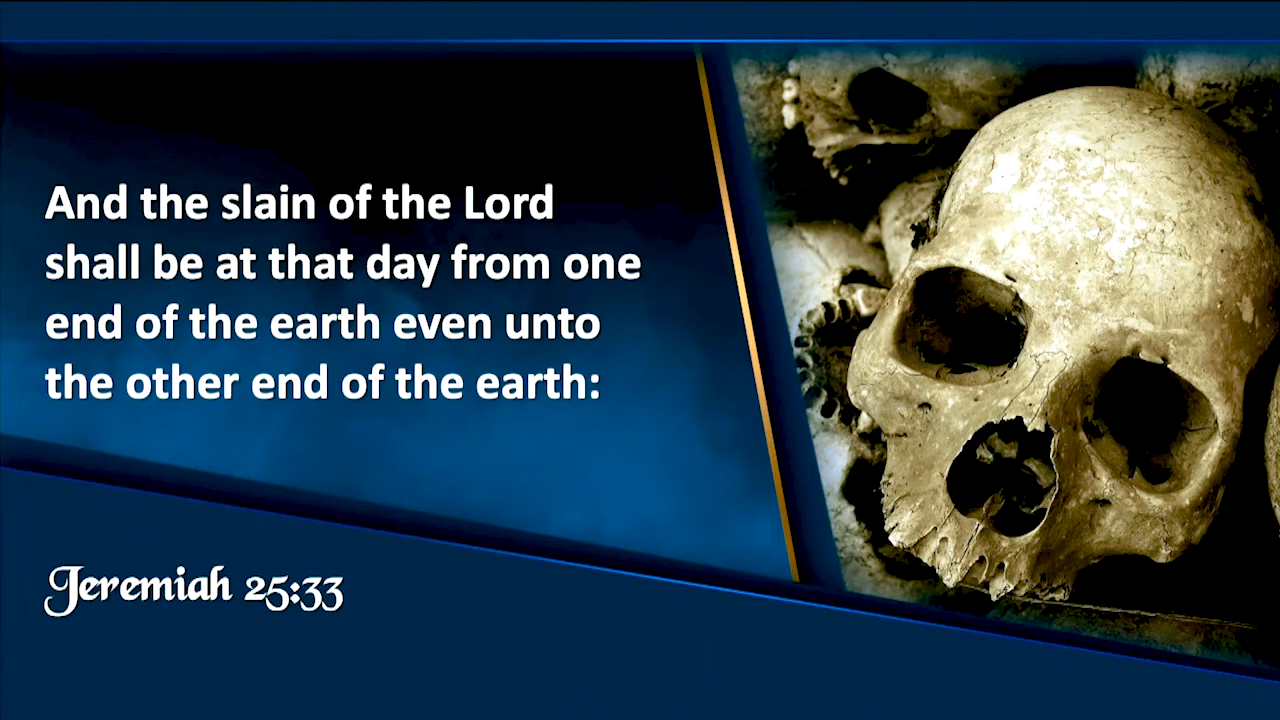 And the slain of the Lord
shall be at that day from one
end of the earth even unto
the other end of the earth:
Jeremiah 25:33